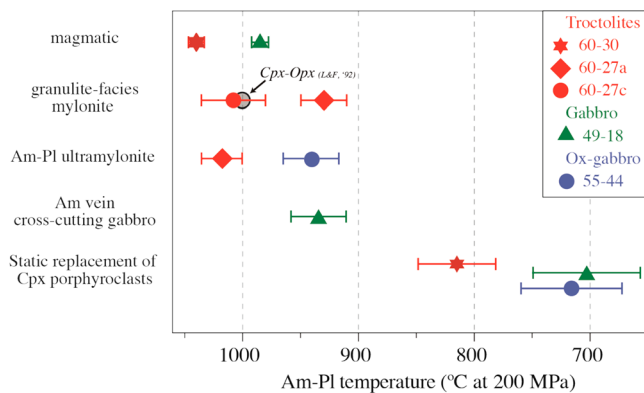 magmatic
granulite-facies
mylonite
Cpx-Opx (L&F, '92)
Am-Pl ultramylonite
Am vein
cross-cutting gabbro
Static replacement of
Cpx porphyroclasts
Troctolites
60-30
60-27a
60-27c
Gabbro
49-18
Ox-gabbro
55-44
1000 900 800 700
Am-Pl temperature (ºC at 200 MPa)